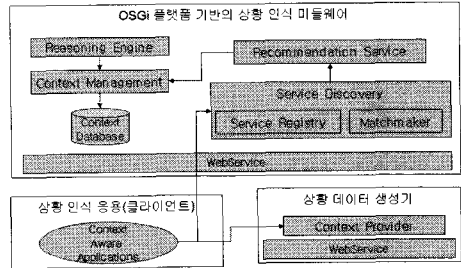 OSGi 플랫폼 기반의 상황 인식 미들웨어
Reasoning Engine
Recommendation Service
Context Management
Service Discovery
Context
Database
Service Registry
Matchmaker
WebService
상황 인식 응용(클라이언트)
상황 데이터 생성기
Context
Aware
Applications
Context Provider
WebService